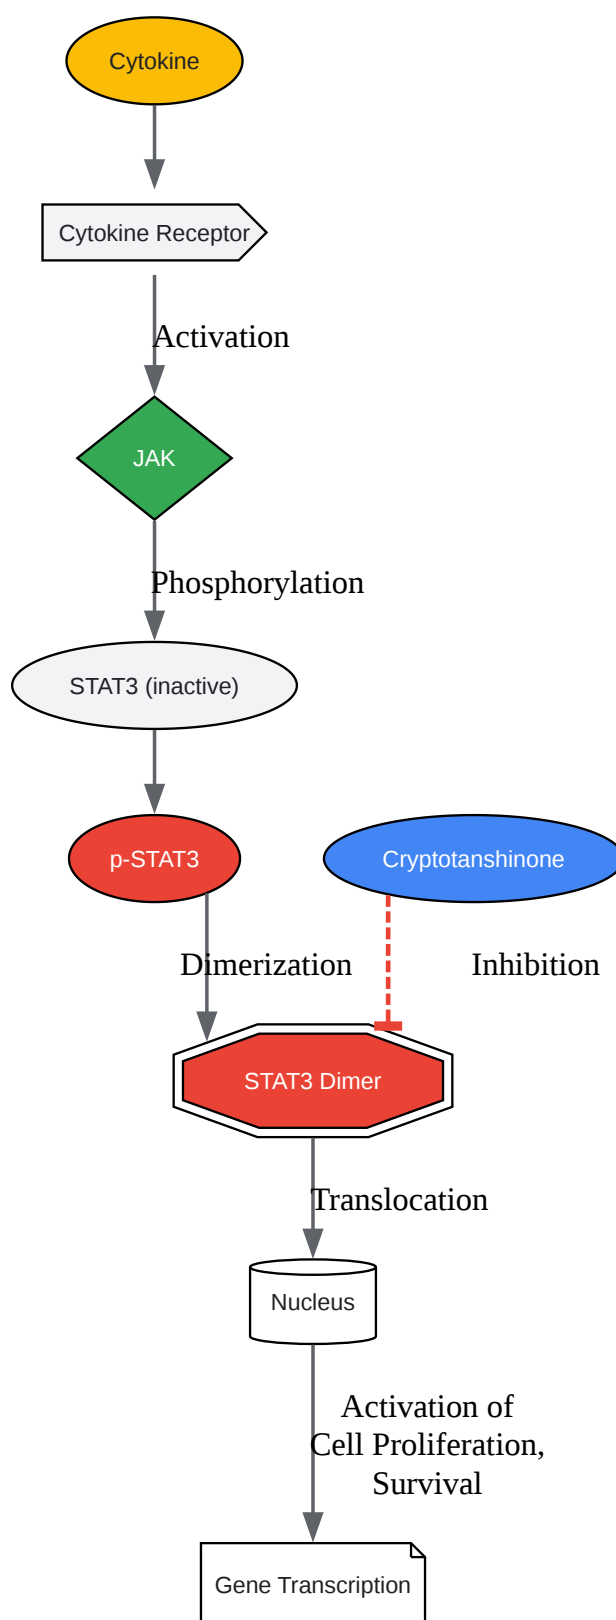 Cytokine
Cytokine Receptor
Activation
JAK
Phosphorylation
STAT3 (inactive)
p-STAT3
Cryptotanshinone
Dimerization
Inhibition
STAT3 Dimer
Translocation
Nucleus
Activation of
Cell Proliferation,
Survival
Gene Transcription